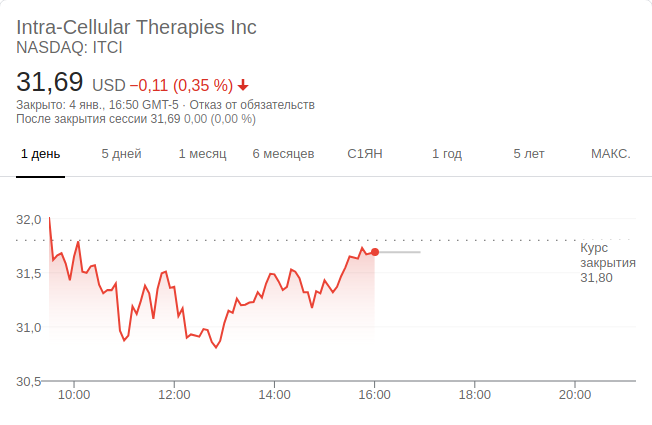 Intra-Cellular Therapies Inc
NASDAQ: ITCI
31,69 USD −0,11 (0,35 %)
Закрыто: 4 янв., 16:50 GMT-5 · Отказ от обязательств
После закрытия сессии 31,69 0,00 (0,00 %)
1 день 5 дней 1 месяц 6 месяцев С1ЯН 1 год 5 лет МАКС.
32,0
Курс
закрытия
31,80
31,5
31,0
30,5
10:00 12:00 14:00 16:00 18:00 20:00